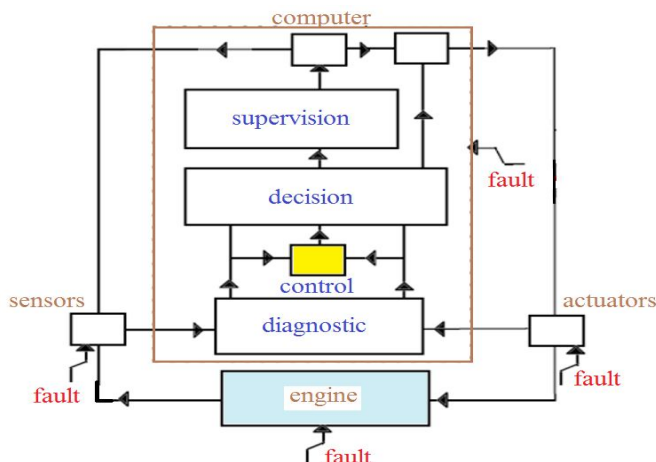 computer
supervision
fault
decision
control
sensors
actuators
diagnostic
fault
engine
fault
fault